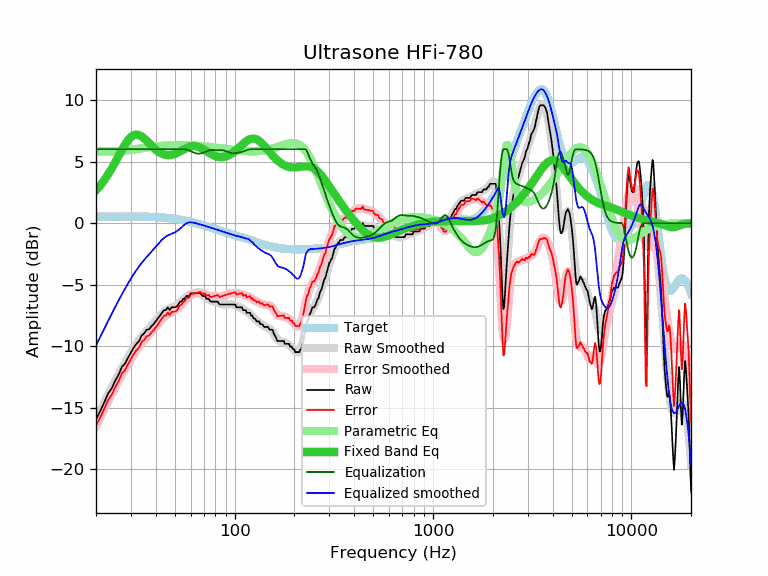 Ultrasone HFi-780
10
5
0
−5
−10
−15
−20
Amplitude (dBr)
Target
Raw Smoothed
Error Smoothed
Raw
Error
Parametric Eq
Fixed Band Eq
Equalization
Equalized smoothed
100
1000
10000
Frequency (Hz)